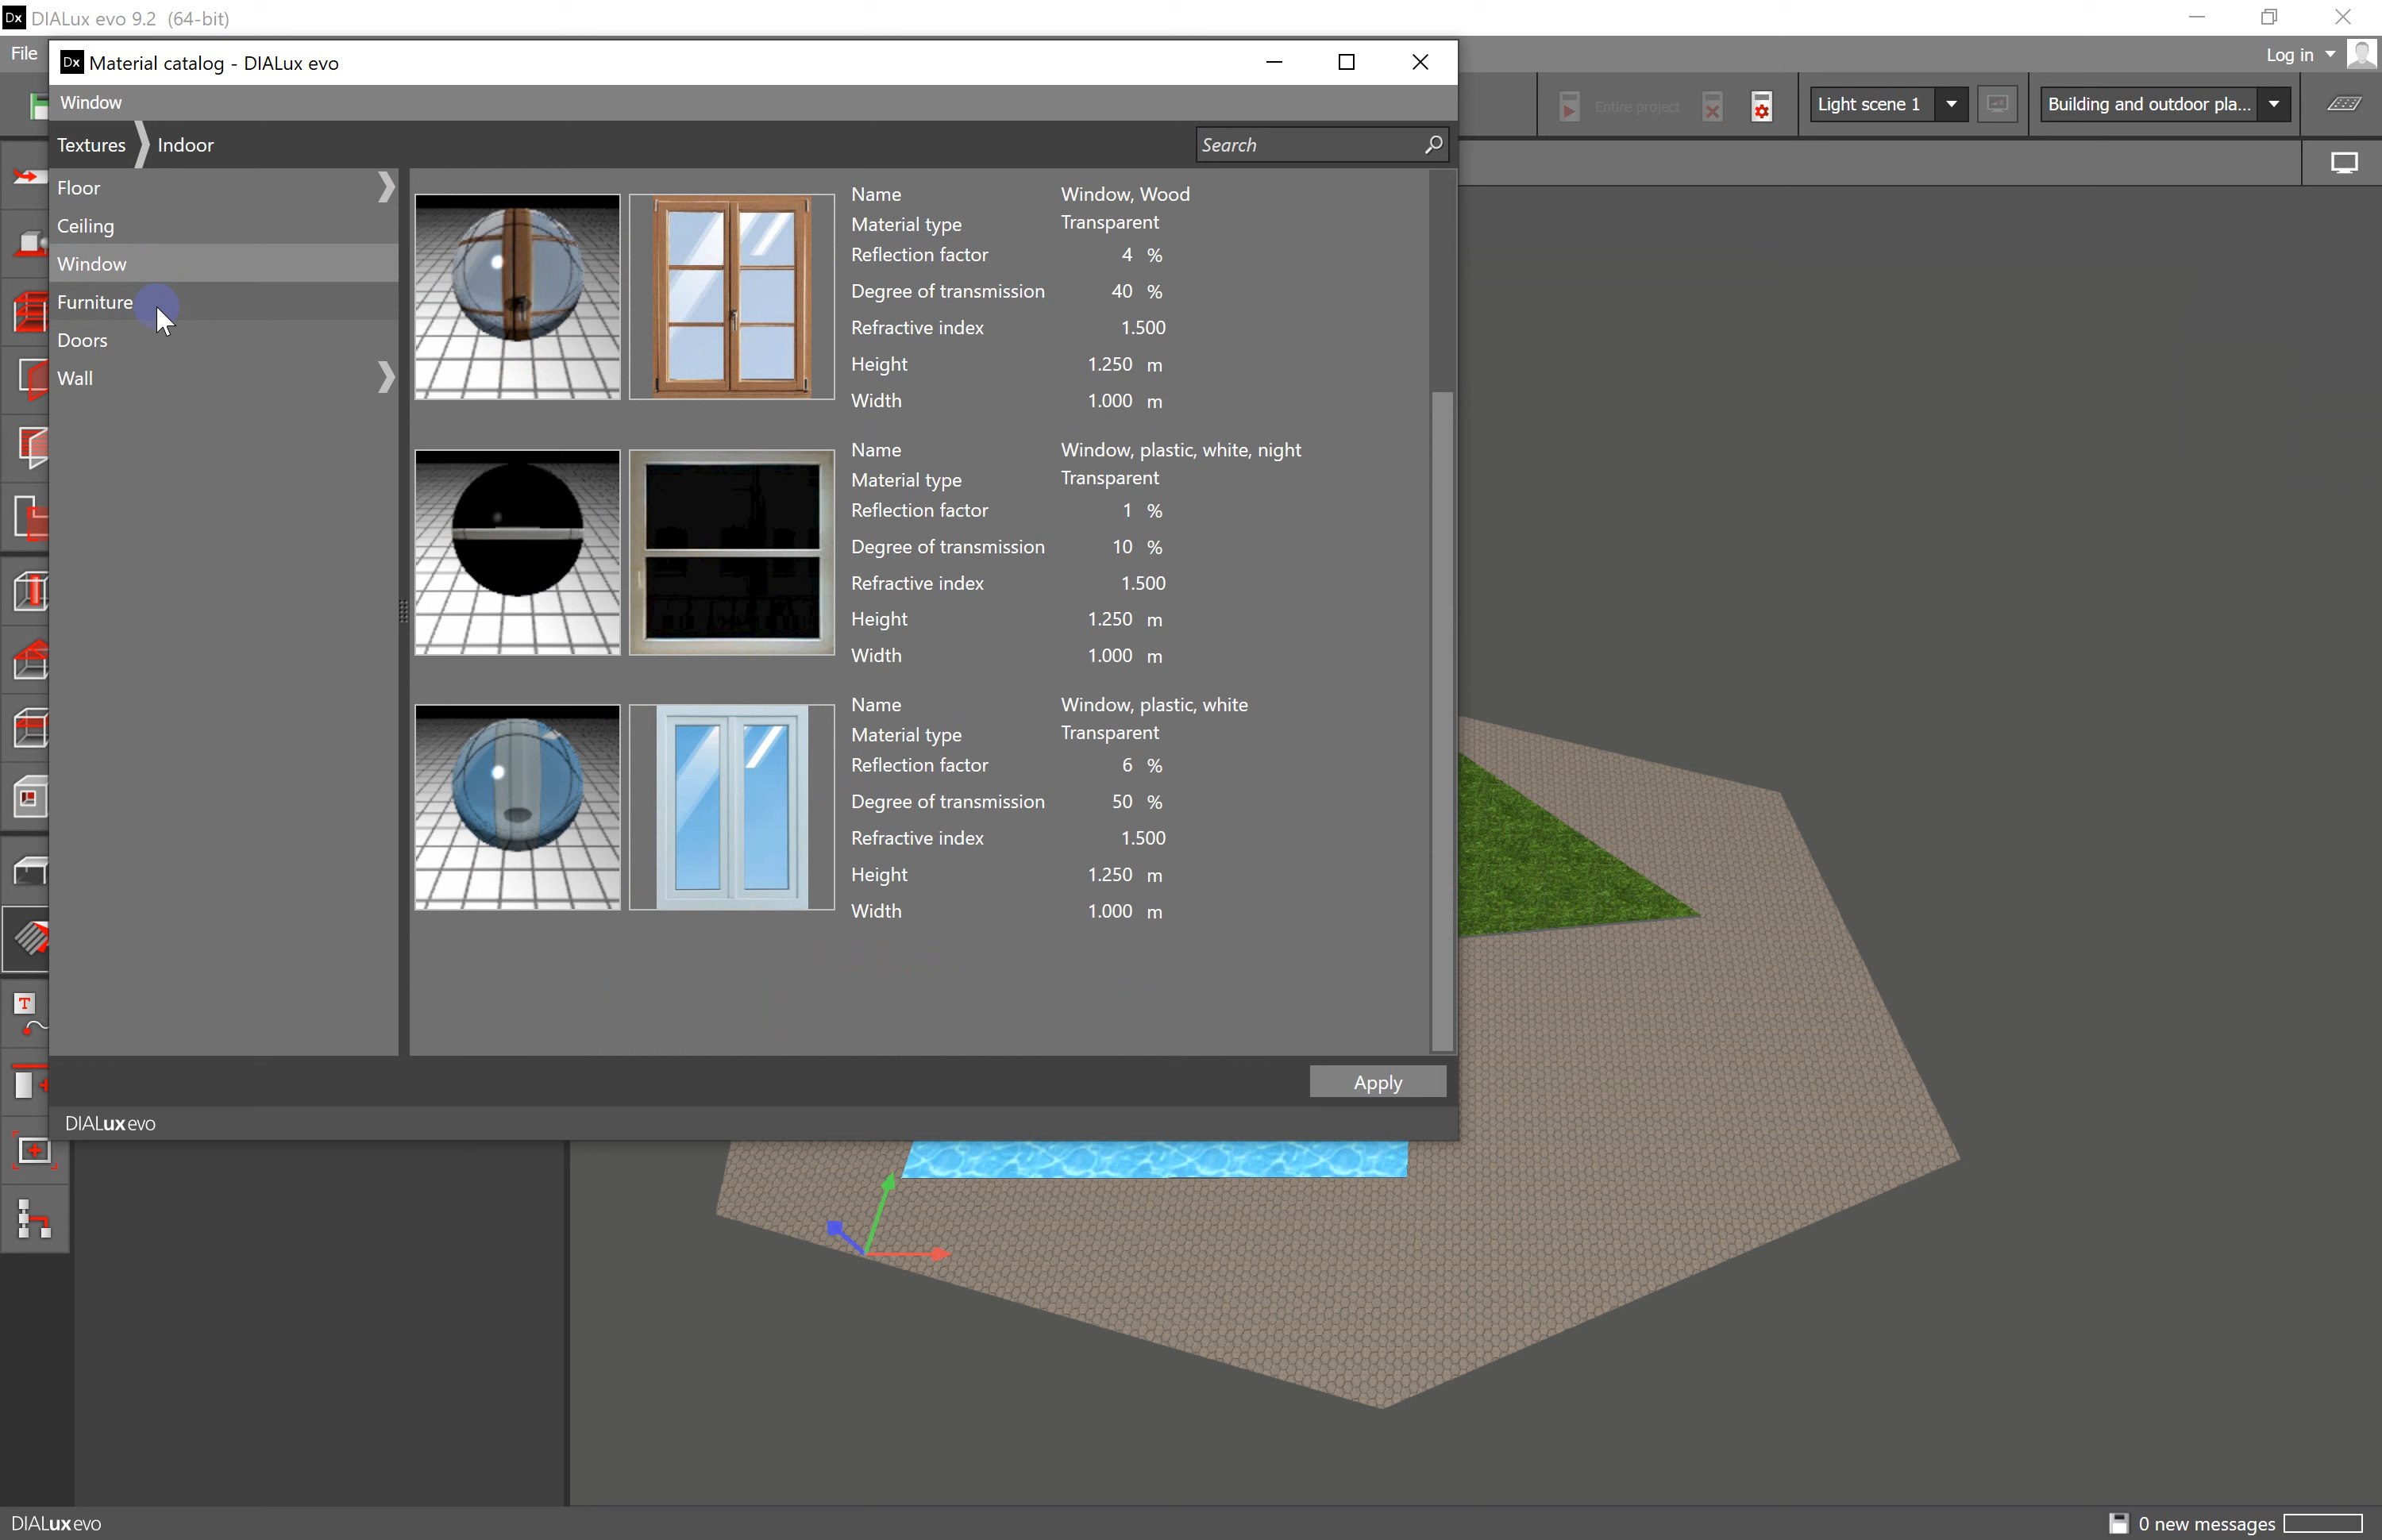 Dx DIALux evo 9.2 (64-bit)
File
Log in
Dx Material catalog - DIALux evo
Window
Entire project
Light scene 1
Building and outdoor pla...
Textures
Indoor
Search
Floor
Ceiling
Window
Furniture
Doors
Wall
Name Window, Wood
Material type Transparent
Reflection factor 4 %
Degree of transmission 40 %
Refractive index 1.500
Height 1.250 m
Width 1.000 m
Name Window, plastic, white, night
Material type Transparent
Reflection factor 1 %
Degree of transmission 10 %
Refractive index 1.500
Height 1.250 m
Width 1.000 m
Name Window, plastic, white
Material type Transparent
Reflection factor 6 %
Degree of transmission 50 %
Refractive index 1.500
Height 1.250 m
Width 1.000 m
T
Apply
DIALux evo
DIALux evo
0 new messages